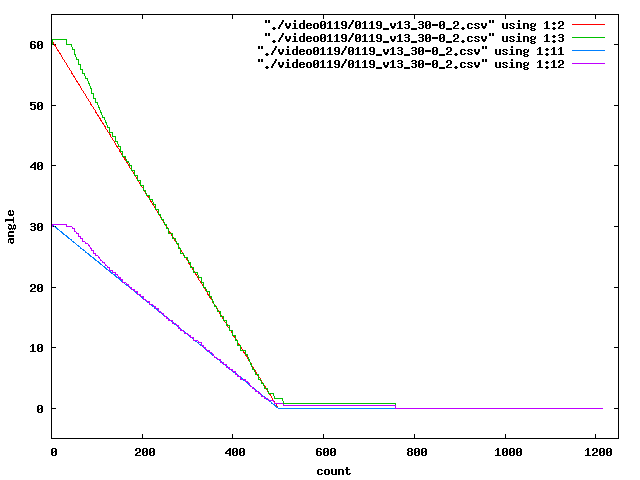 "./video0119/0119_v13_30-0_2.csv" using 1:2
"./video0119/0119_v13_30-0_2.csv" using 1:3
"./video0119/0119_v13_30-0_2.csv" using 1:11
"./video0119/0119_v13_30-0_2.csv" using 1:12
60
50
40
30
20
10
0
angle
0 200 400 600 800 1000 1200
count